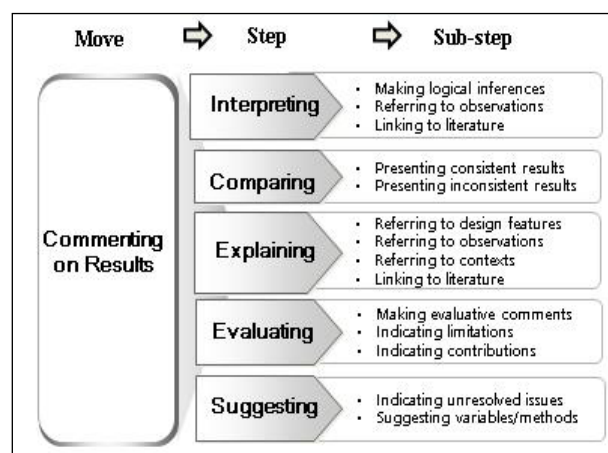 Move Step Sub-step
Commenting
on Results
Interpreting
• Making logical inferences
• Referring to observations
• Linking to literature
Comparing
• Presenting consistent results
• Presenting inconsistent results
Explaining
• Referring to design features
• Referring to observations
• Referring to contexts
• Linking to literature
Evaluating
• Making evaluative comments
• Indicating limitations
• Indicating contributions
Suggesting
• Indicating unresolved issues
• Suggesting variables/methods